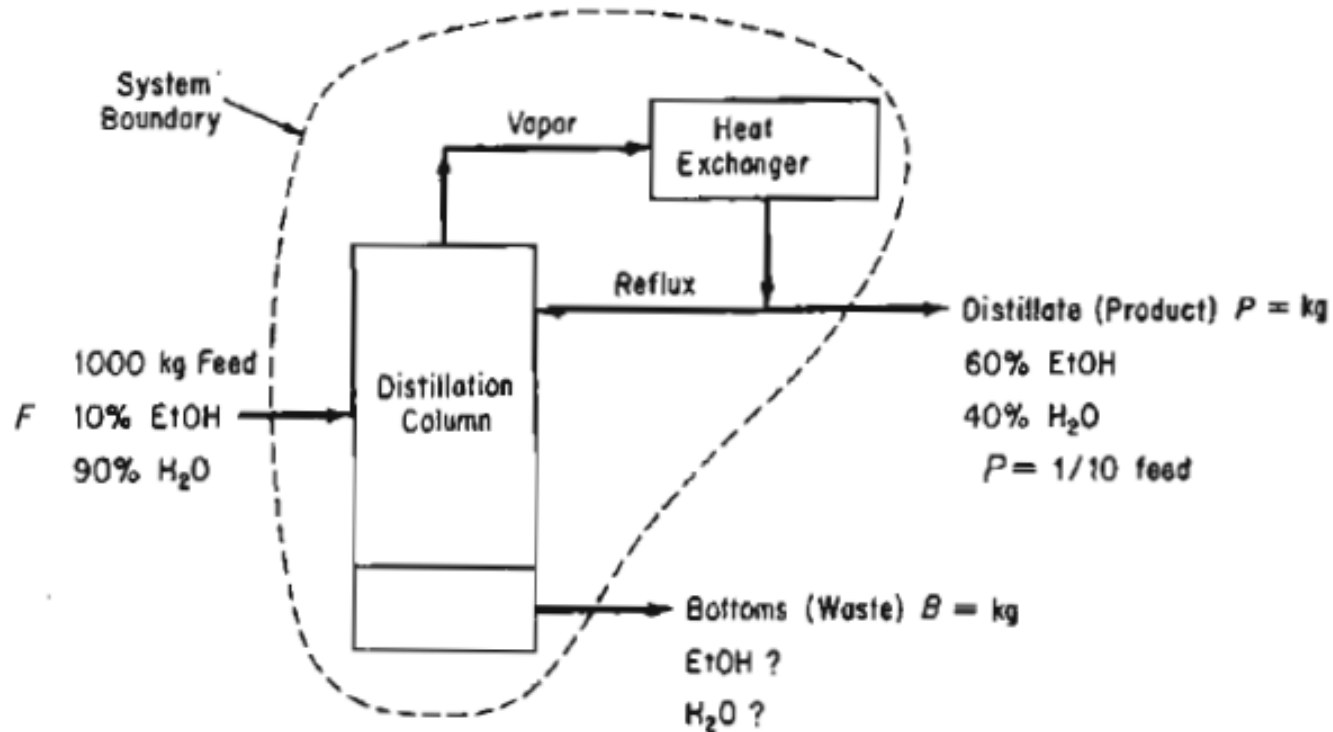 System
Boundary
Vapor
Heat
Exchanger
Reflux
Distillate (Product) P = kg
60% EtOH
40% H₂O
P = 1/10 feed
1000 kg Feed
F 10% EtOH
90% H₂O
Distillation
Column
Bottoms (Waste) B = kg
EtOH ?
H₂O ?